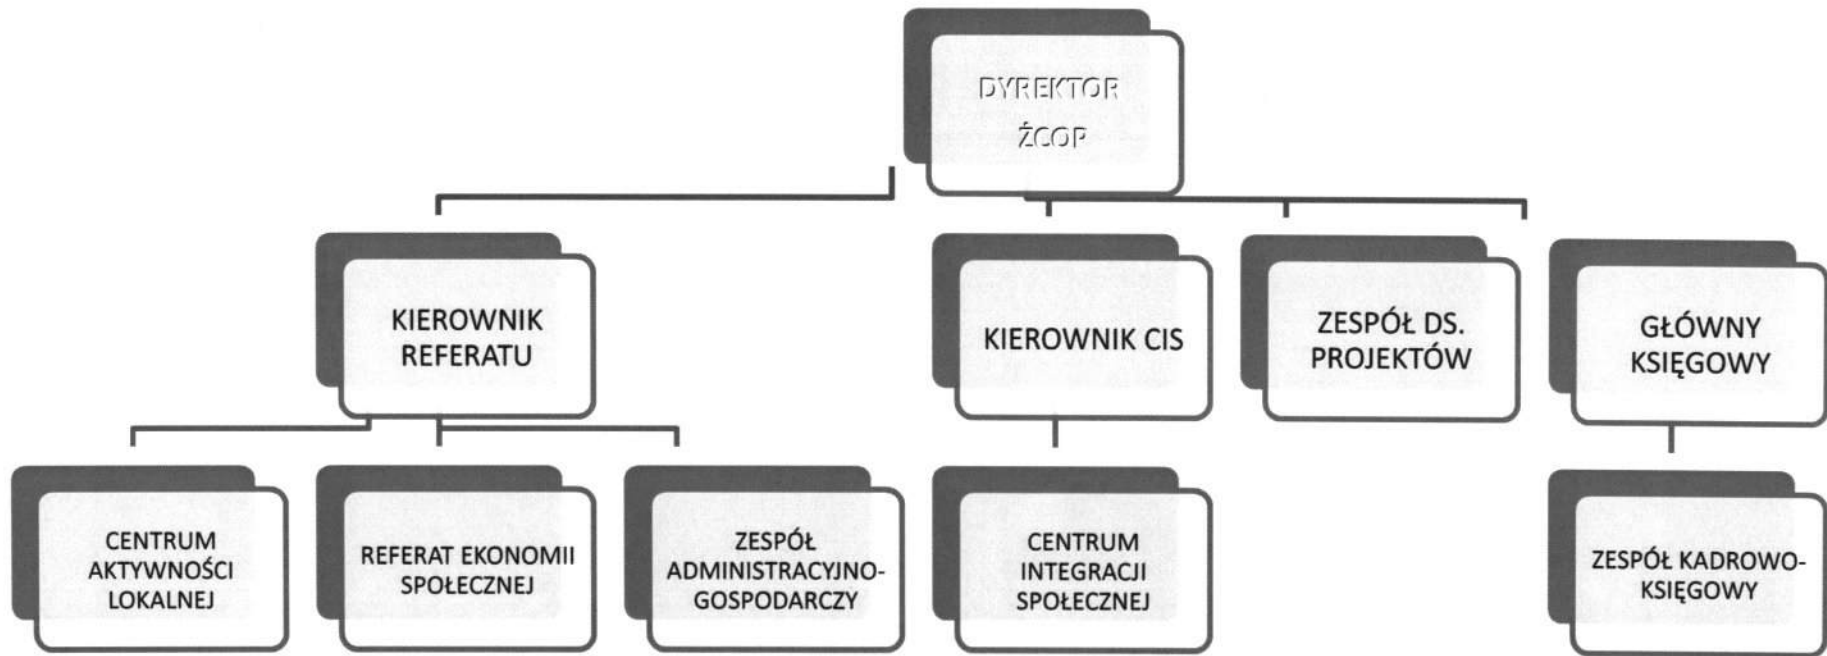 DYREKTOR
ŻCOP
KIEROWNIK
REFERATU
KIEROWNIK CIS
ZESPÓŁ DS.
PROJEKTÓW
GŁÓWNY
KSIĘGOWY
CENTRUM
AKTYWNOŚCI
LOKALNEJ
REFERAT EKONOMII
SPOŁECZNEJ
ZESPÓŁ
ADMINISTRACYJNO-
GOSPODARCZY
CENTRUM
INTEGRACJI
SPOŁECZNEJ
ZESPÓŁ KADROWO-
KSIĘGOWY